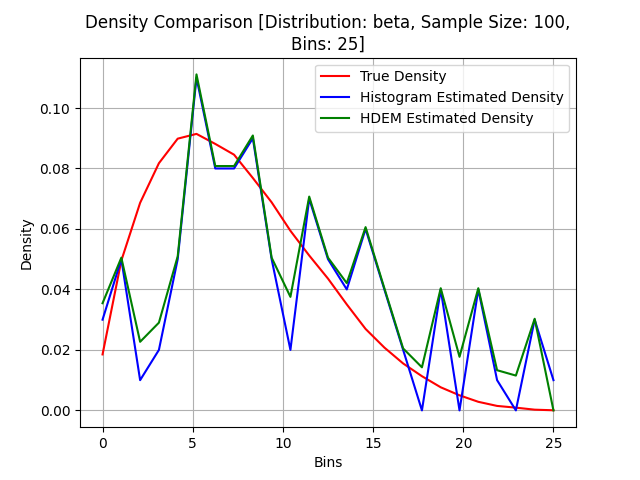 Density Comparison [Distribution: beta, Sample Size: 100,
Bins: 25]
True Density
Histogram Estimated Density
HDEM Estimated Density
Density
0.10
0.08
0.06
0.04
0.02
0.00
0
5
10
15
20
25
Bins